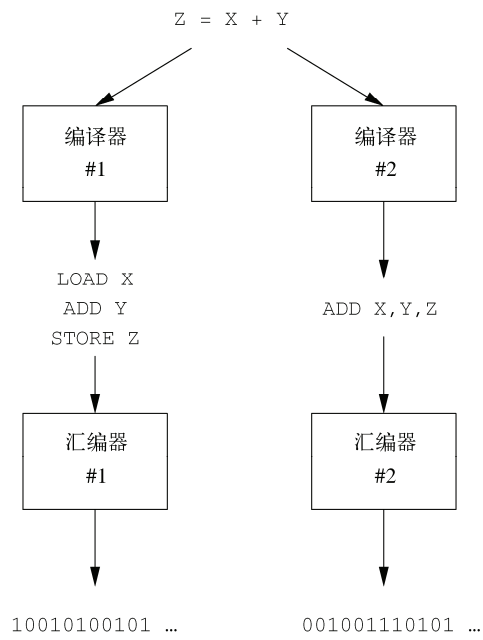 Z = X + Y
编译器
#1
编译器
#2
LOAD X
ADD Y
STORE Z
ADD X,Y,Z
汇编器
#1
汇编器
#2
10010100101 …
001001110101 …